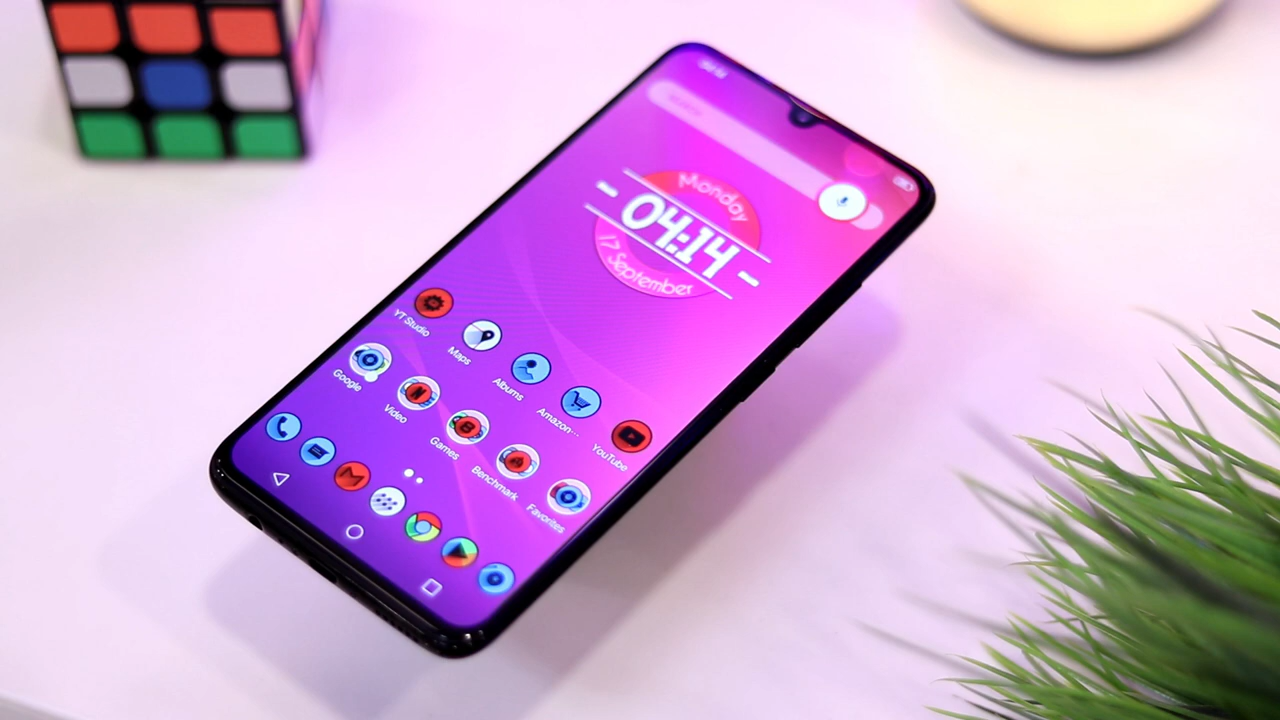 Monday
04:14
17 September
YT Studio
Maps
Albums
Amazon...
YouTube
Google
Video
Games
Benchmark
Favorites